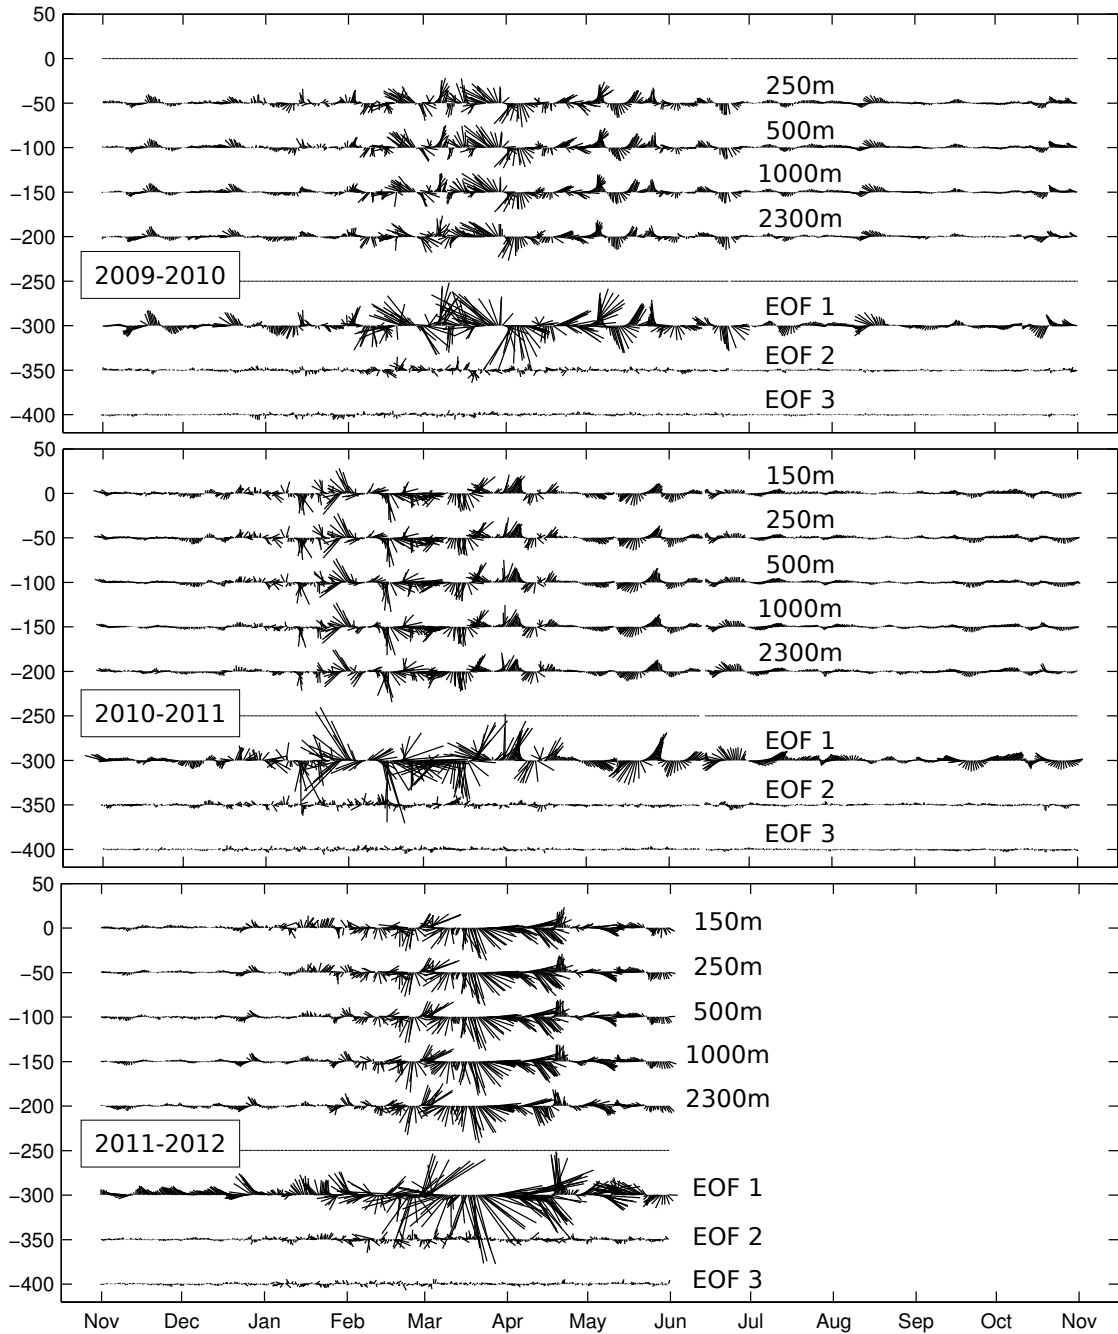 50
0
250m
−50
500m
−100
1000m
−150
2300m
−200
2009-2010
−250
EOF 1
−300
EOF 2
−350
EOF 3
−400
50
150m
0
250m
−50
500m
−100
1000m
−150
2300m
−200
2010-2011
−250
EOF 1
−300
EOF 2
−350
EOF 3
−400
50
150m
0
250m
−50
500m
−100
1000m
−150
2300m
−200
2011-2012
−250
EOF 1
−300
EOF 2
−350
EOF 3
−400
Nov Dec Jan Feb Mar Apr May Jun Jul Aug Sep Oct Nov